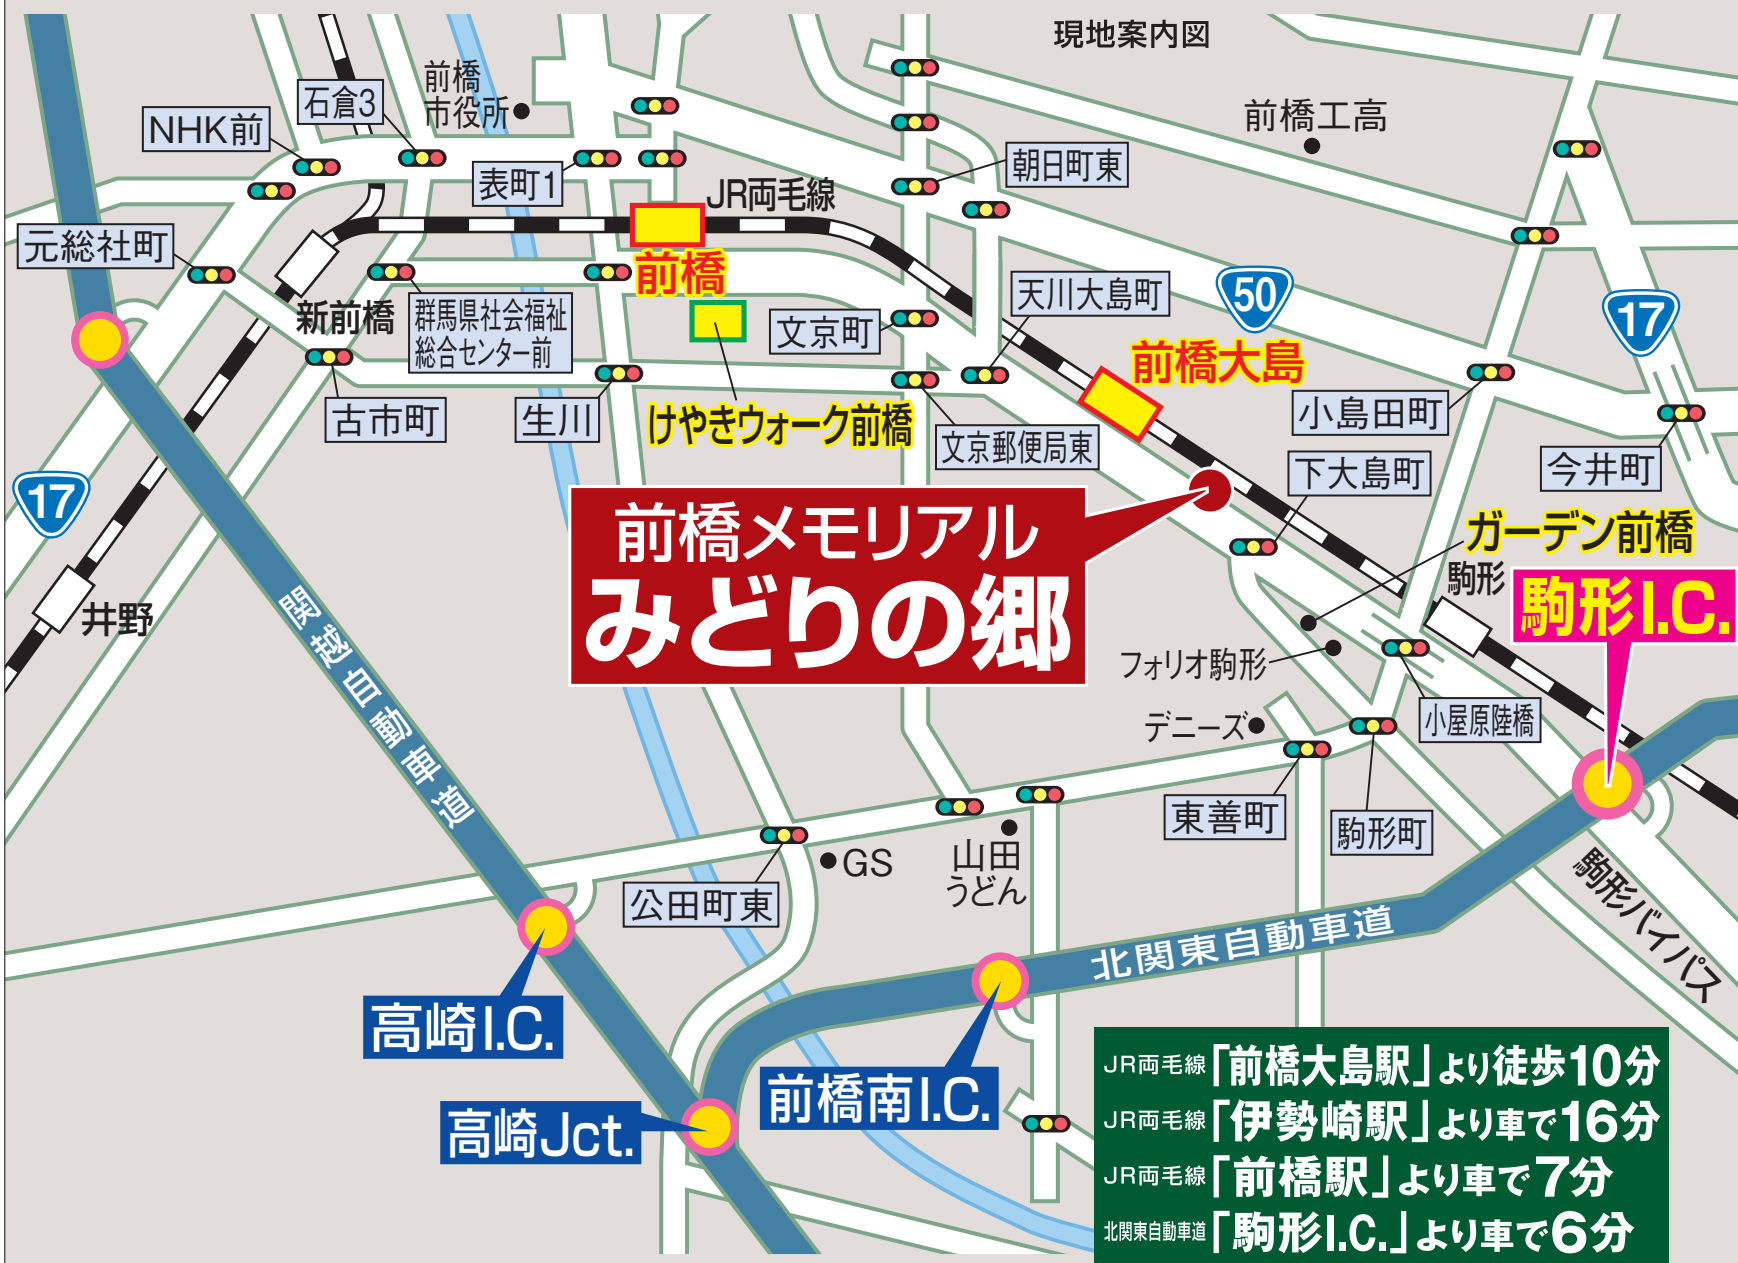 現地案内図
前橋
市役所
石倉3
NHK前
前橋工高
表町1
朝日町東
JR両毛線
元総社町
前橋
新前橋
群馬県社会福祉
総合センター前
文京町
天川大島町
50
17
前橋大島
古市町
生川
けやきウォーク前橋
文京郵便局東
小島田町
下大島町
今井町
17
前橋メモリアル
みどりの郷
ガーデン前橋
駒形
駒形I.C.
井野
関越自動車道
フォリオ駒形
デニーズ
小屋原陸橋
東善町
駒形町
GS
山田
うどん
公田町東
駒形バイパス
北関東自動車道
高崎I.C.
前橋南I.C.
高崎Jct.
JR両毛線「前橋大島駅」より徒歩10分
JR両毛線「伊勢崎駅」より車で16分
JR両毛線「前橋駅」より車で7分
北関東自動車道「駒形I.C.」より車で6分